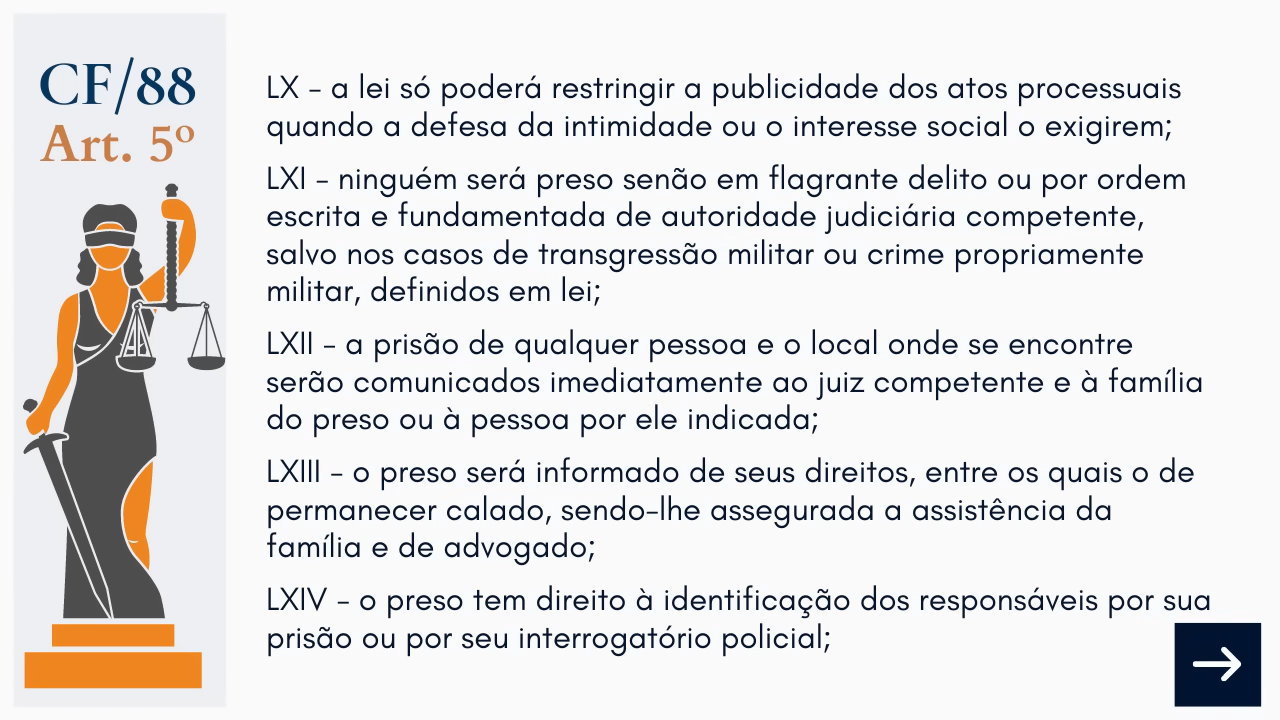 CF/88
Art. 5º
LX - a lei só poderá restringir a publicidade dos atos processuais
quando a defesa da intimidade ou o interesse social o exigirem;
LXI - ninguém será preso senão em flagrante delito ou por ordem
escrita e fundamentada de autoridade judiciária competente,
salvo nos casos de transgressão militar ou crime propriamente
militar, definidos em lei;
LXII - a prisão de qualquer pessoa e o local onde se encontre
serão comunicados imediatamente ao juiz competente e à família
do preso ou à pessoa por ele indicada;
LXIII - o preso será informado de seus direitos, entre os quais o de
permanecer calado, sendo-lhe assegurada a assistência da
família e de advogado;
LXIV - o preso tem direito à identificação dos responsáveis por sua
prisão ou por seu interrogatório policial;